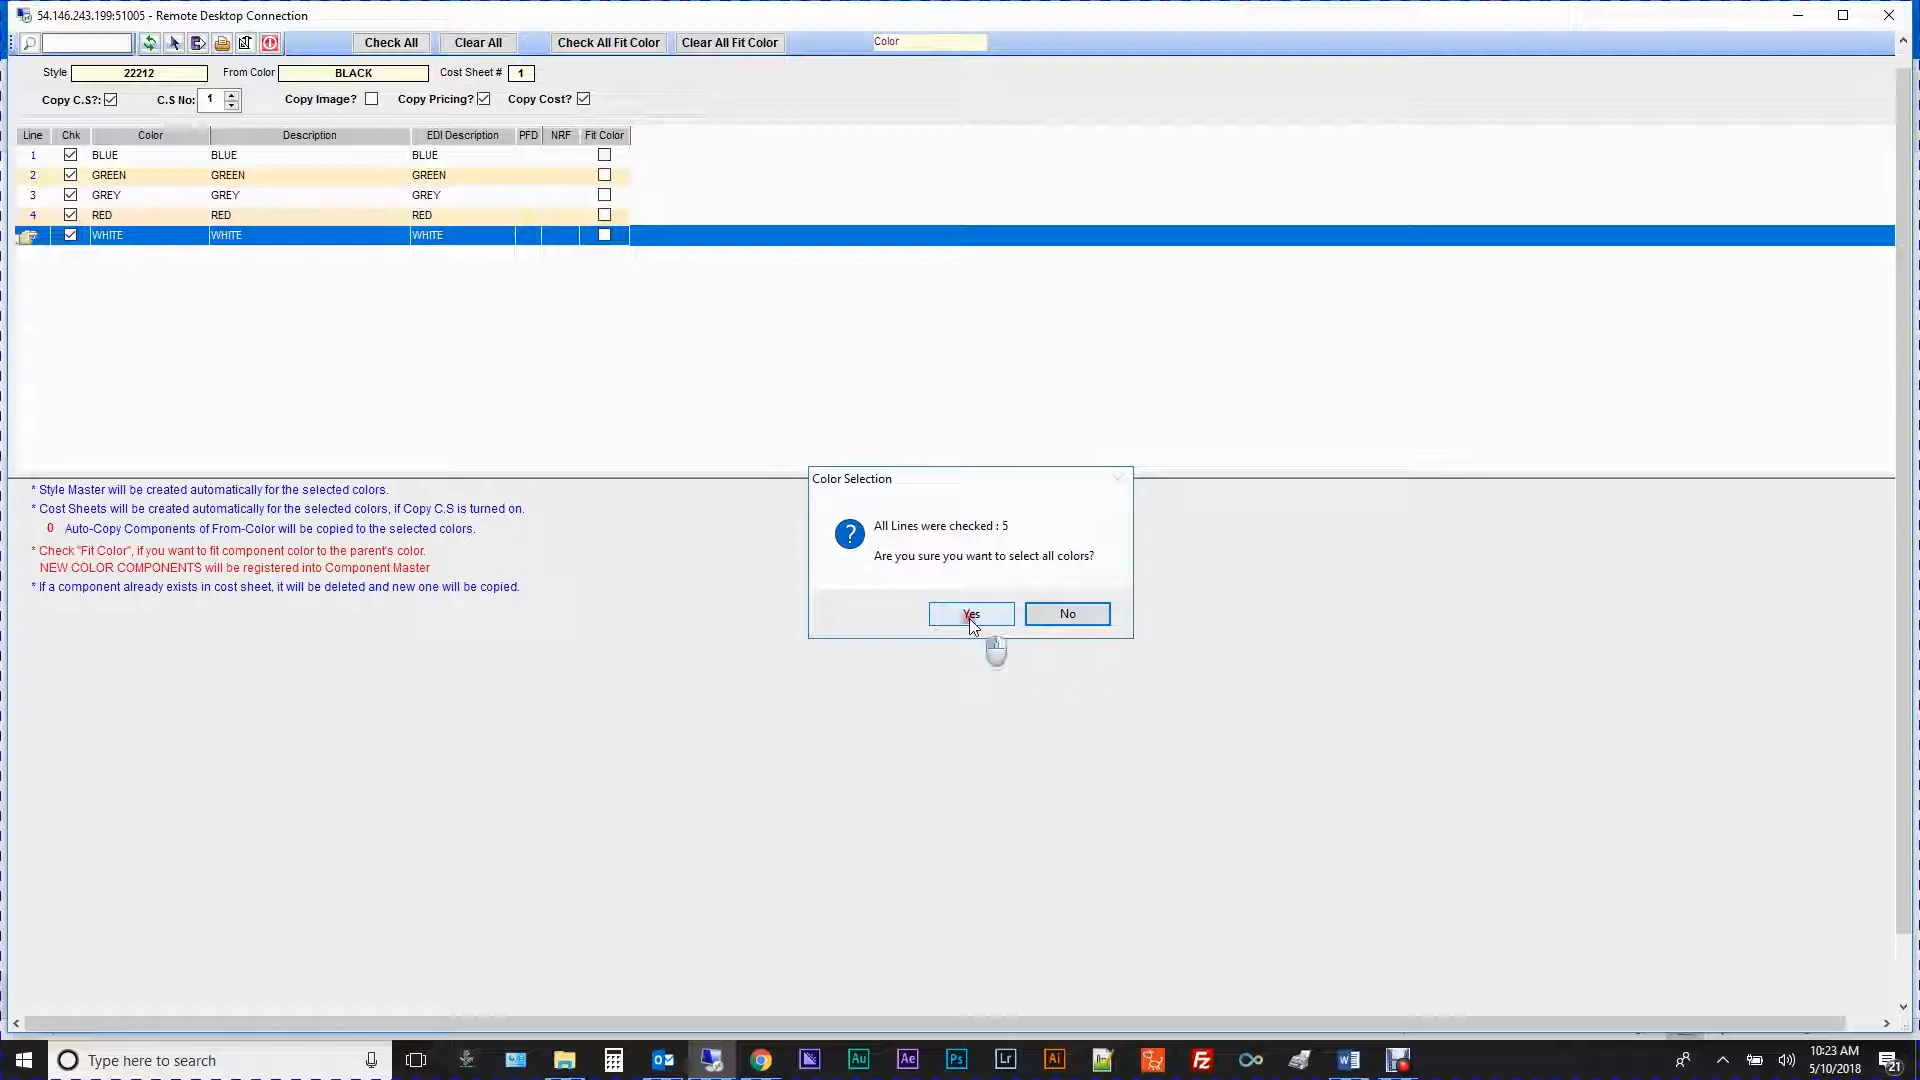 54.146.243.199:51005 - Remote Desktop Connection
Check All Clear All Check All Fit Color Clear All Fit Color Color
Style 22212 From Color BLACK Cost Sheet # 1
Copy C.S?: C.S No: 1 Copy Image? Copy Pricing? Copy Cost?
Line Chk Color Description EDI Description PFD NRF Fit Color
1 BLUE BLUE BLUE
2 GREEN GREEN GREEN
3 GREY GREY GREY
4 RED RED RED
WHITE WHITE WHITE
* Style Master will be created automatically for the selected colors.
* Cost Sheets will be created automatically for the selected colors, if Copy C.S is turned on.
0 Auto-Copy Components of From-Color will be copied to the selected colors.
* Check "Fit Color", if you want to fit component color to the parent's color.
NEW COLOR COMPONENTS will be registered into Component Master
* If a component already exists in cost sheet, it will be deleted and new one will be copied.
Color Selection
?
All Lines were checked : 5
Are you sure you want to select all colors?
Yes No
Type here to search
Au Ae Ps Lr Ai Fz
10:23 AM
5/10/2018
21